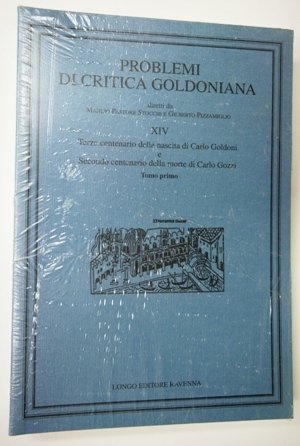 PROBLEMI
DI CRITICA GOLDONIANA
diretti da
MANLIO PASTORE STOCCHI E GILBERTO PIZZAMIGLIO
XIV
Terzo centenario della nascita di Carlo Goldoni
e
Secondo centenario della morte di Carlo Gozzi
Tomo primo
LONGO EDITORE RAVENNA